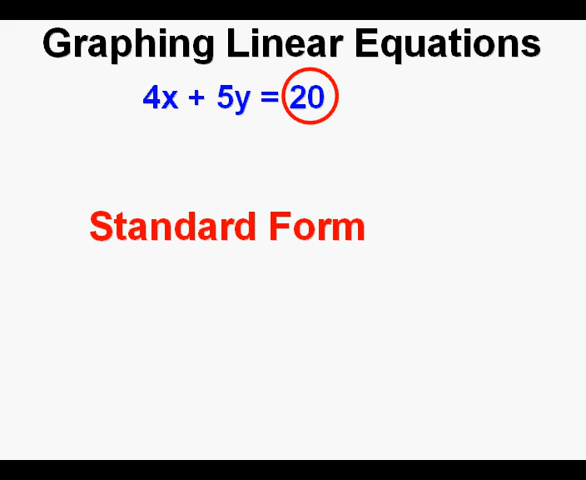 Graphing Linear Equations
4x + 5y = 20
Standard Form